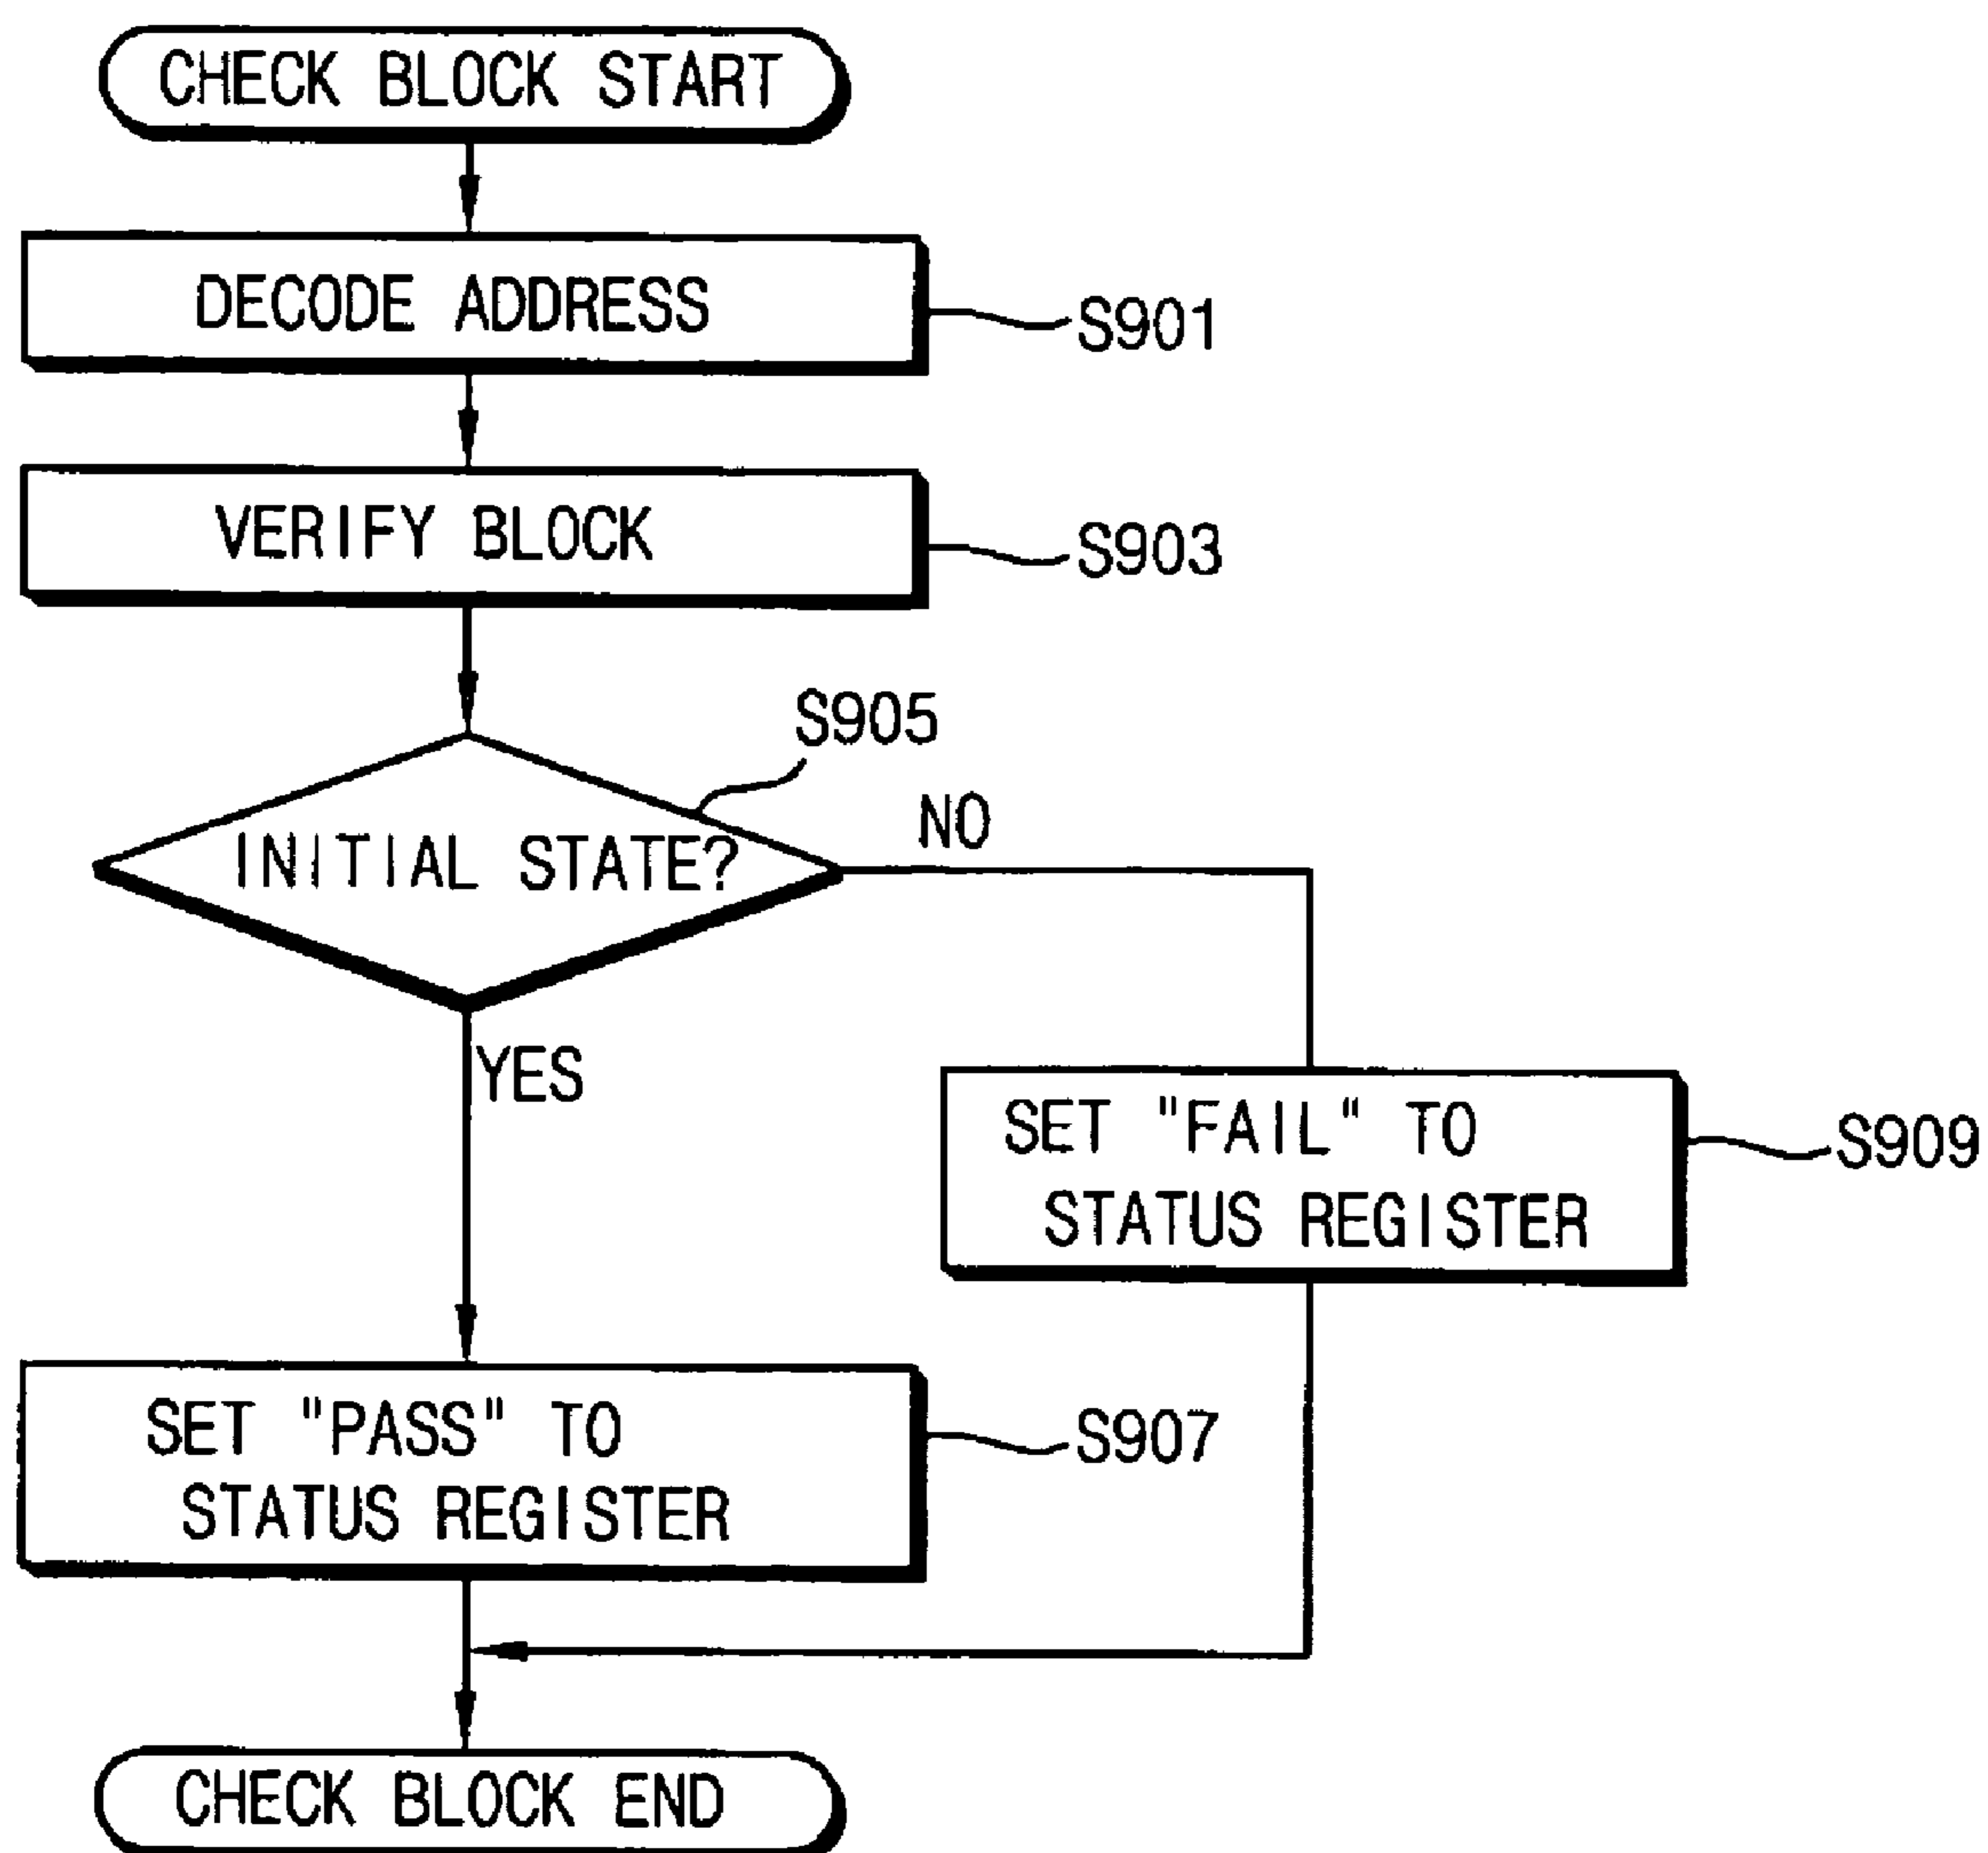 CHECK BLOCK START
DECODE ADDRESS
S901
VERIFY BLOCK
S903
S905
INITIAL STATE?
NO
YES
SET "FAIL" TO
STATUS REGISTER
S909
SET "PASS" TO
STATUS REGISTER
S907
CHECK BLOCK END